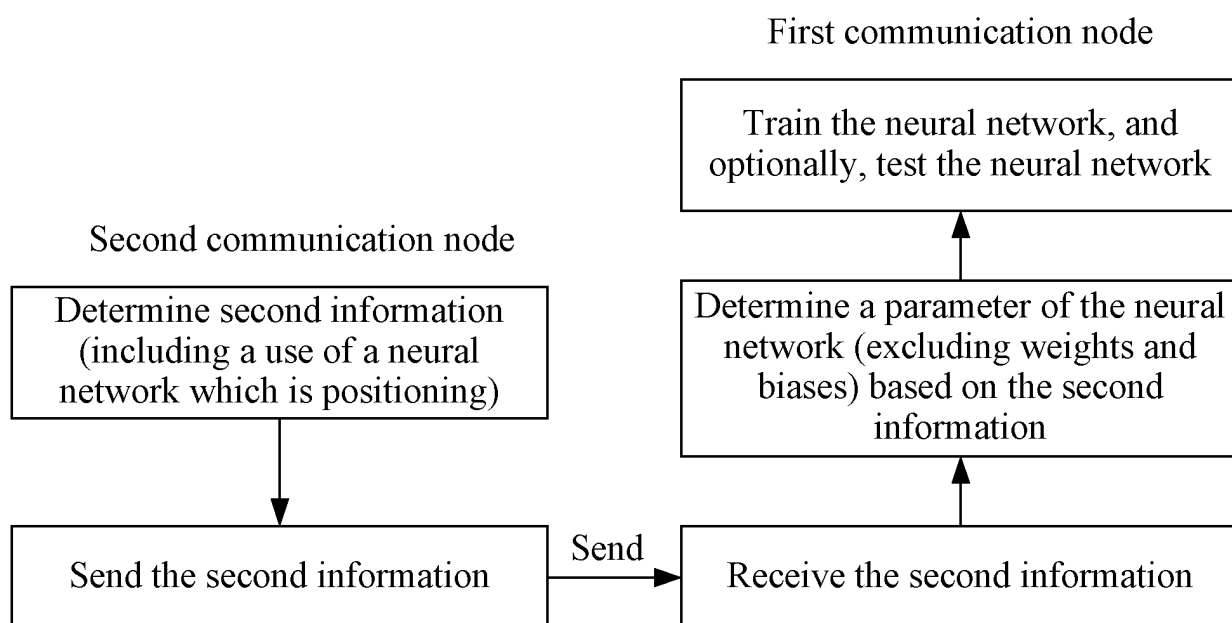 First communication node
Train the neural network, and
optionally, test the neural network
Second communication node
Determine second information
(including a use of a neural
network which is positioning)
Determine a parameter of the neural
network (excluding weights and
biases) based on the second
information
Send the second information
Send
Receive the second information